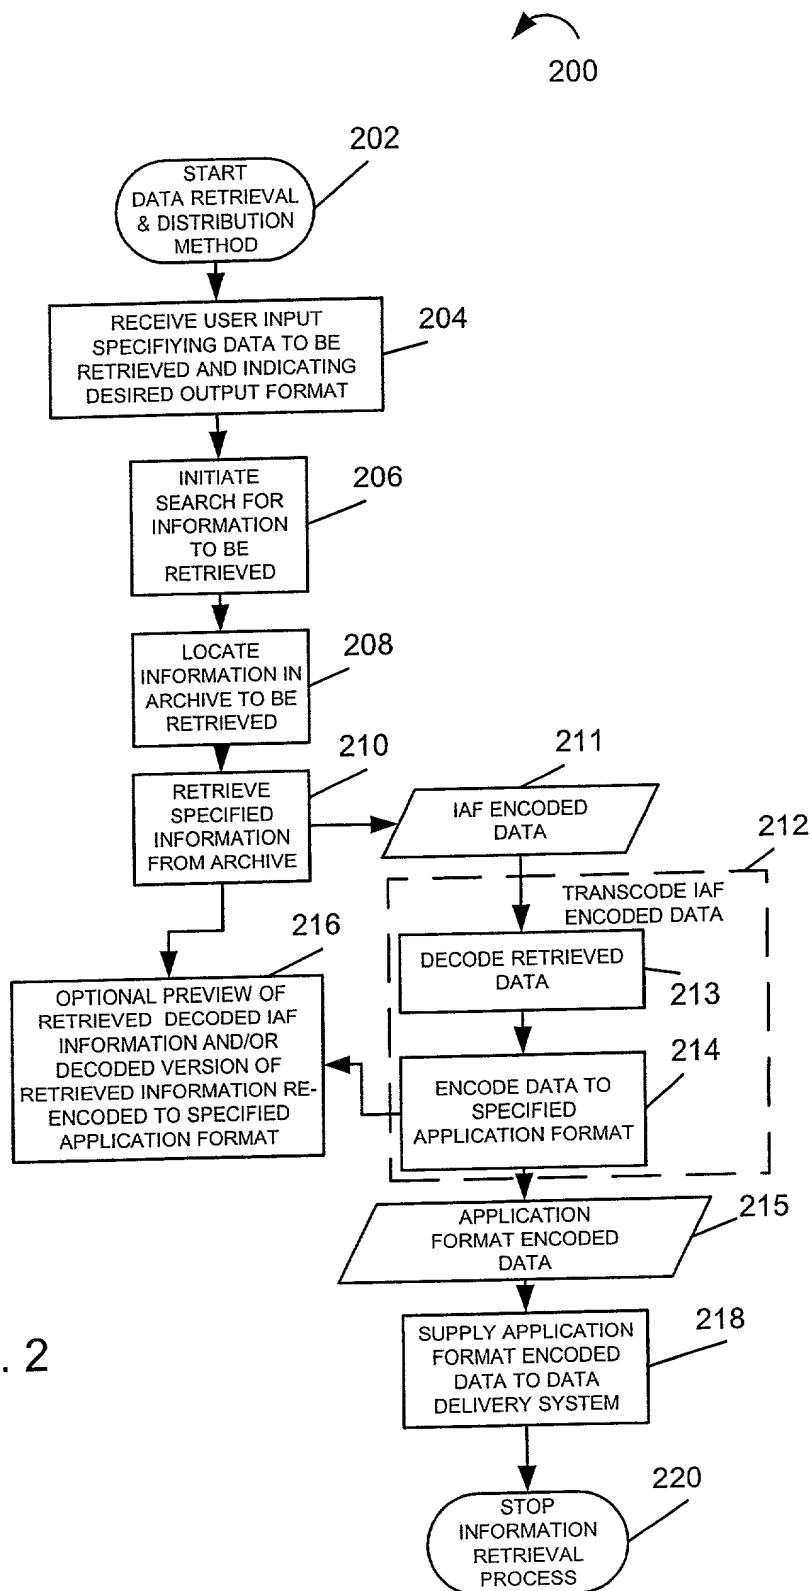 200
202
START
DATA RETRIEVAL
& DISTRIBUTION
METHOD
204
RECEIVE USER INPUT
SPECIFIYING DATA TO BE
RETRIEVED AND INDICATING
DESIRED OUTPUT FORMAT
206
INITIATE
SEARCH FOR
INFORMATION
TO BE
RETRIEVED
208
LOCATE
INFORMATION IN
ARCHIVE TO BE
RETRIEVED
210
RETRIEVE
SPECIFIED
INFORMATION
FROM ARCHIVE
211
IAF ENCODED
DATA
212
TRANSCODE IAF
ENCODED DATA
DECODE RETRIEVED
DATA
213
214
ENCODE DATA TO
SPECIFIED
APPLICATION FORMAT
216
OPTIONAL PREVIEW OF
RETRIEVED DECODED IAF
INFORMATION AND/OR
DECODED VERSION OF
RETRIEVED INFORMATION RE-
ENCODED TO SPECIFIED
APPLICATION FORMAT
215
APPLICATION
FORMAT ENCODED
DATA
218
SUPPLY APPLICATION
FORMAT ENCODED
DATA TO DATA
DELIVERY SYSTEM
. 2
220
STOP
INFORMATION
RETRIEVAL
PROCESS